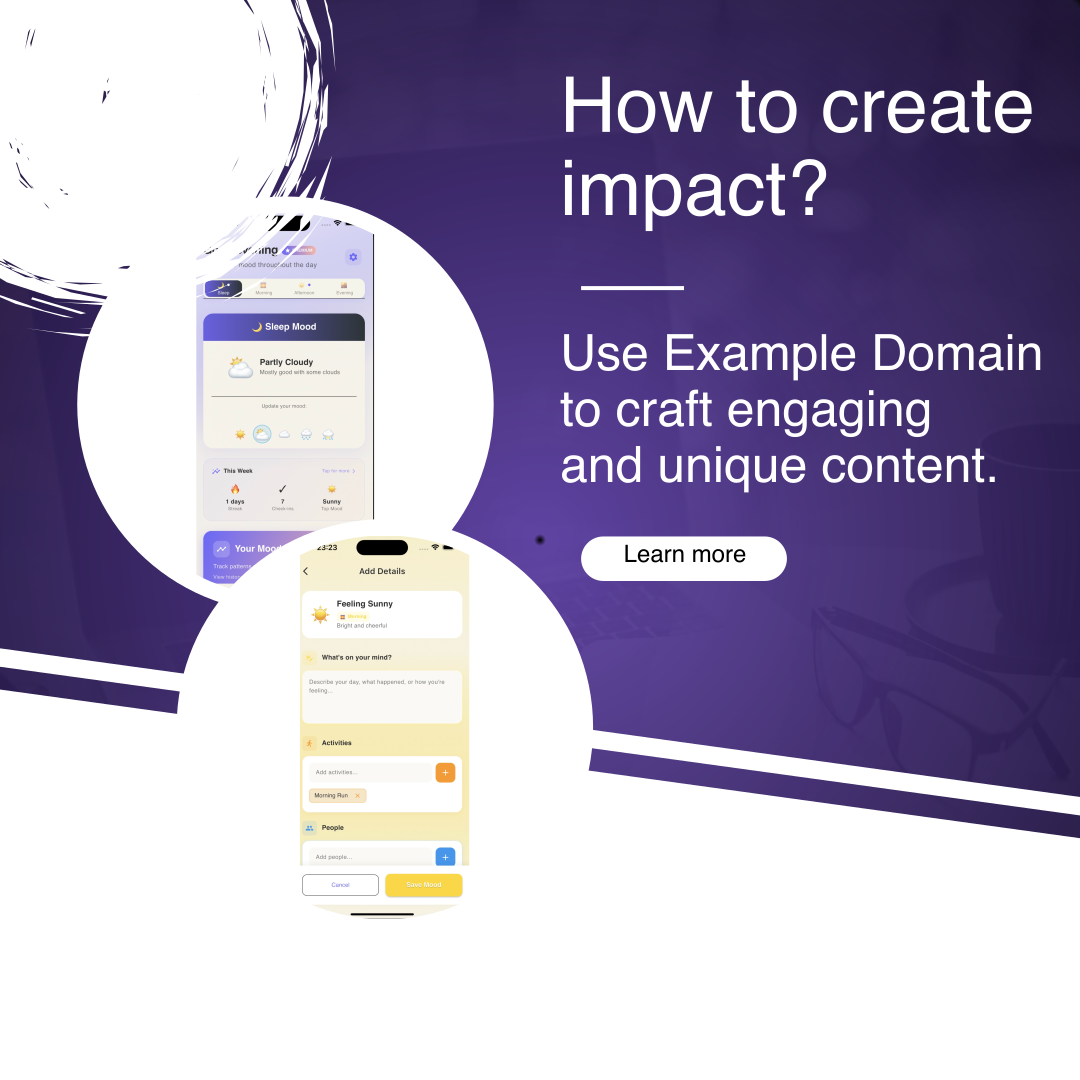 How to create
impact?
Use Example Domain
to craft engaging
and unique content.
Learn more
mood throughout the day
Sleep
Morning
Afternoon
Evening
Sleep Mood
Partly Cloudy
Mostly good with some clouds
Update your mood
This Week
Tap for more
1 days
Streak
7
Check-ins
Sunny
Top Mood
Your Mood
Track patterns
23:23
Add Details
Feeling Sunny
Morning
Bright and cheerful
What's on your mind?
Describe your day, what happened, or how you're
feeling...
Activities
Add activities...
Morning Run
People
Add people...
Cancel
Save Mood